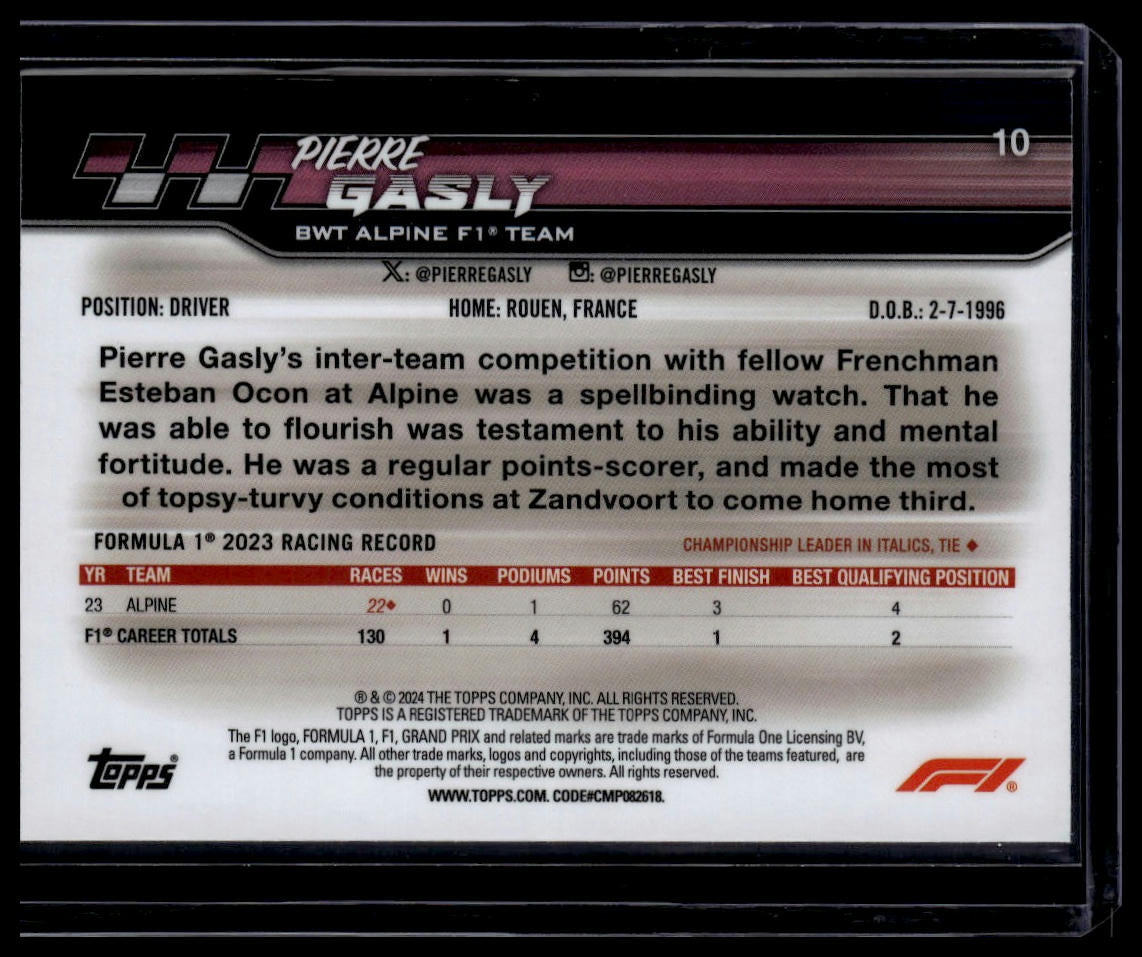 10
PIERRE
GASLY
BWT ALPINE F1® TEAM
X: @PIERREGASLY : @PIERREGASLY
POSITION: DRIVER HOME: ROUEN, FRANCE D.O.B.: 2-7-1996
Pierre Gasly's inter-team competition with fellow Frenchman
Esteban Ocon at Alpine was a spellbinding watch. That he
was able to flourish was testament to his ability and mental
fortitude. He was a regular points-scorer, and made the most
of topsy-turvy conditions at Zandvoort to come home third.
FORMULA 1® 2023 RACING RECORD CHAMPIONSHIP LEADER IN ITALICS, TIE ♦
YR TEAM RACES WINS PODIUMS POINTS BEST FINISH BEST QUALIFYING POSITION
23 ALPINE 22♦ 0 1 62 3 4
F1® CAREER TOTALS 130 1 4 394 1 2
® & © 2024 THE TOPPS COMPANY, INC. ALL RIGHTS RESERVED.
TOPPS IS A REGISTERED TRADEMARK OF THE TOPPS COMPANY, INC.
The F1 logo, FORMULA 1, F1, GRAND PRIX and related marks are trade marks of Formula One Licensing BV,
a Formula 1 company. All other trade marks, logos and copyrights, including those of the teams featured, are
the property of their respective owners. All rights reserved.
WWW.TOPPS.COM. CODE#CMP082618.
Topps®
F1®